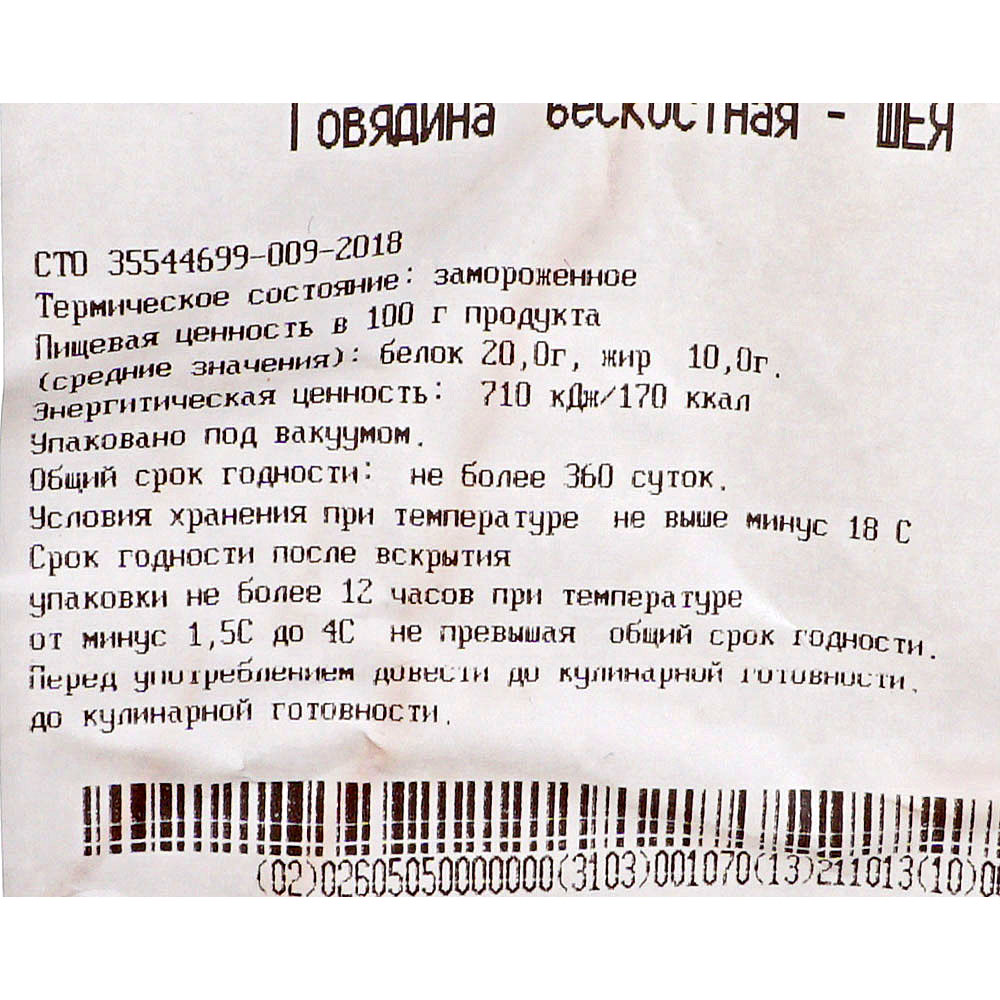 Говядина бескостная - ШЕЯ
СТО 35544699-009-2018
Термическое состояние: замороженное
Пищевая ценность в 100 г продукта
(средние значения): белок 20,0г, жир 10,0г.
Энергитическая ценность: 710 кДж/170 ккал
Упаковано под вакуумом.
Общий срок годности: не более 360 суток.
Условия хранения при температуре не выше минус 18 С
Срок годности после вскрытия
упаковки не более 12 часов при температуре
от минус 1,5С до 4С не превышая общий срок годности.
Перед употреблением довести до кулинарной готовности.
до кулинарной готовности.
(02)02605050000000(3103)001070(13)211013(10)0